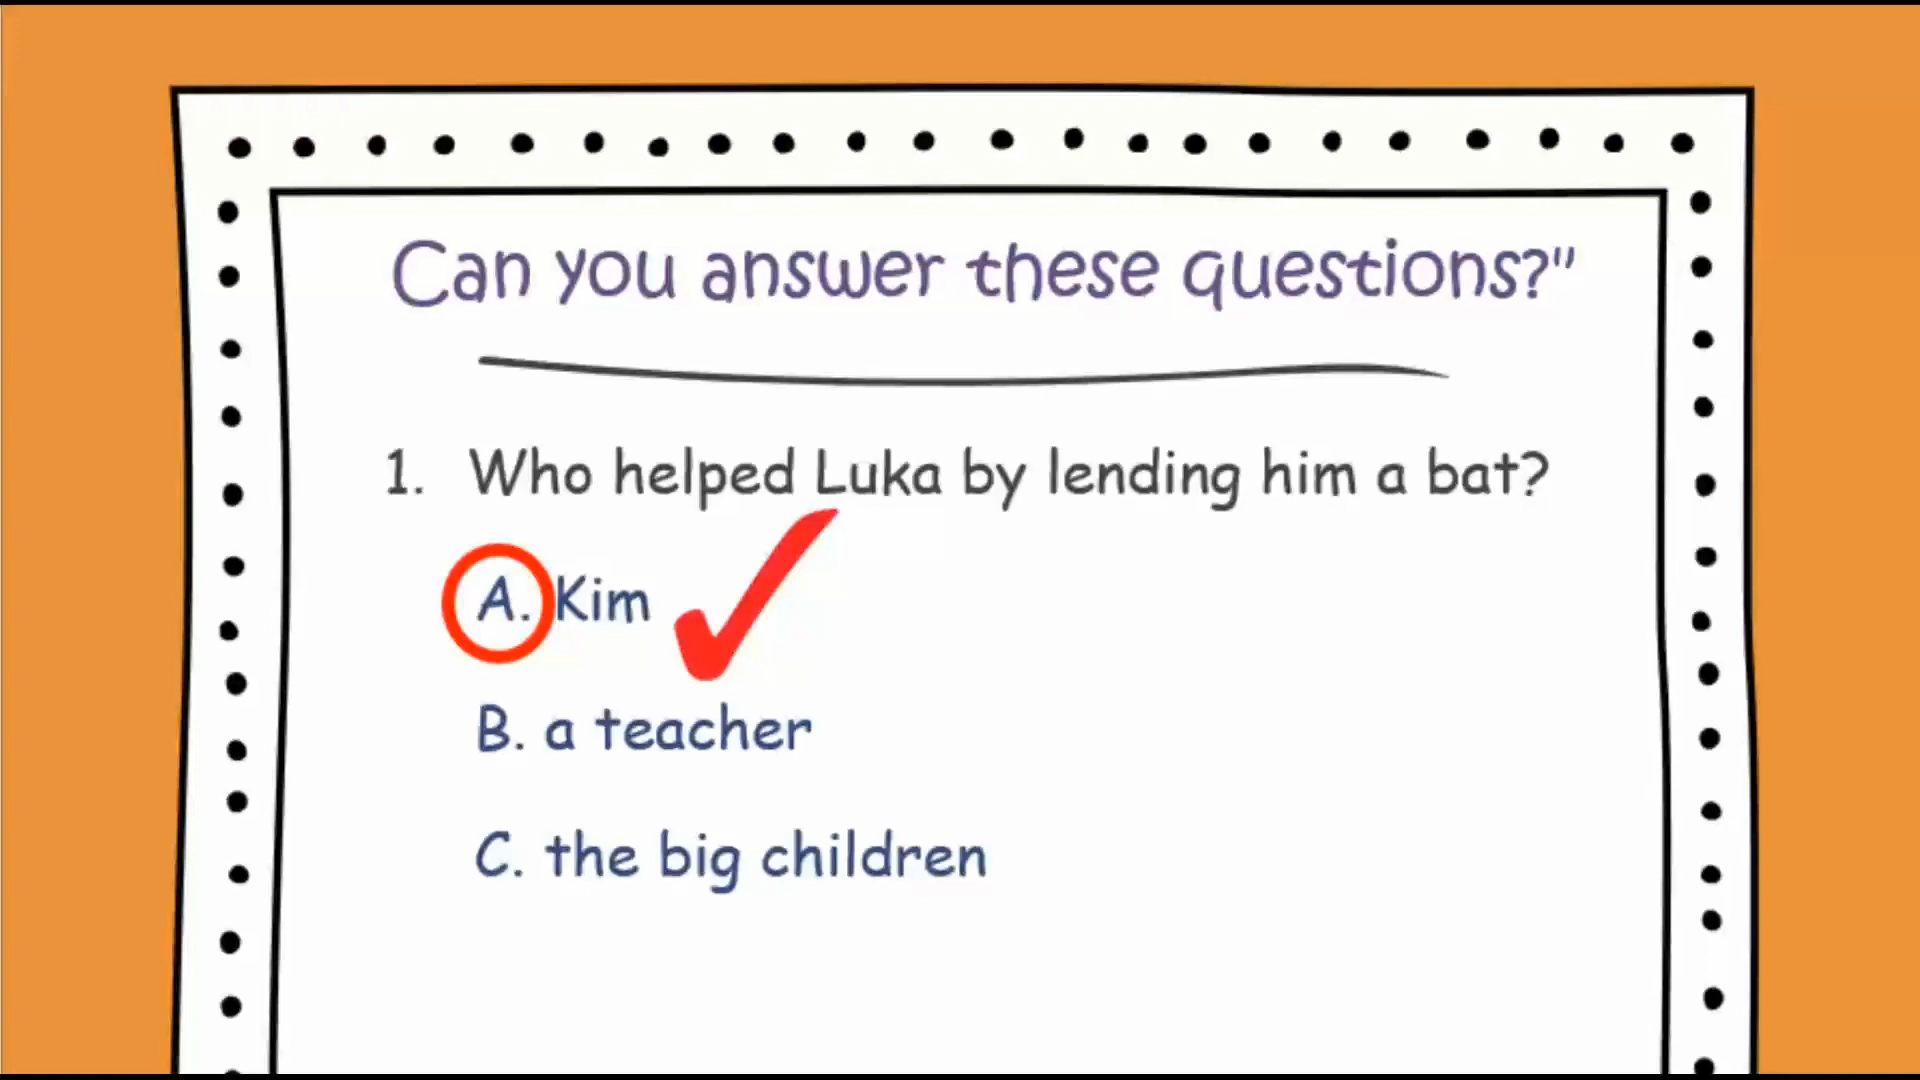 Can you answer these questions?"
1. Who helped Luka by lending him a bat?
A. Kim
B. a teacher
C. the big children